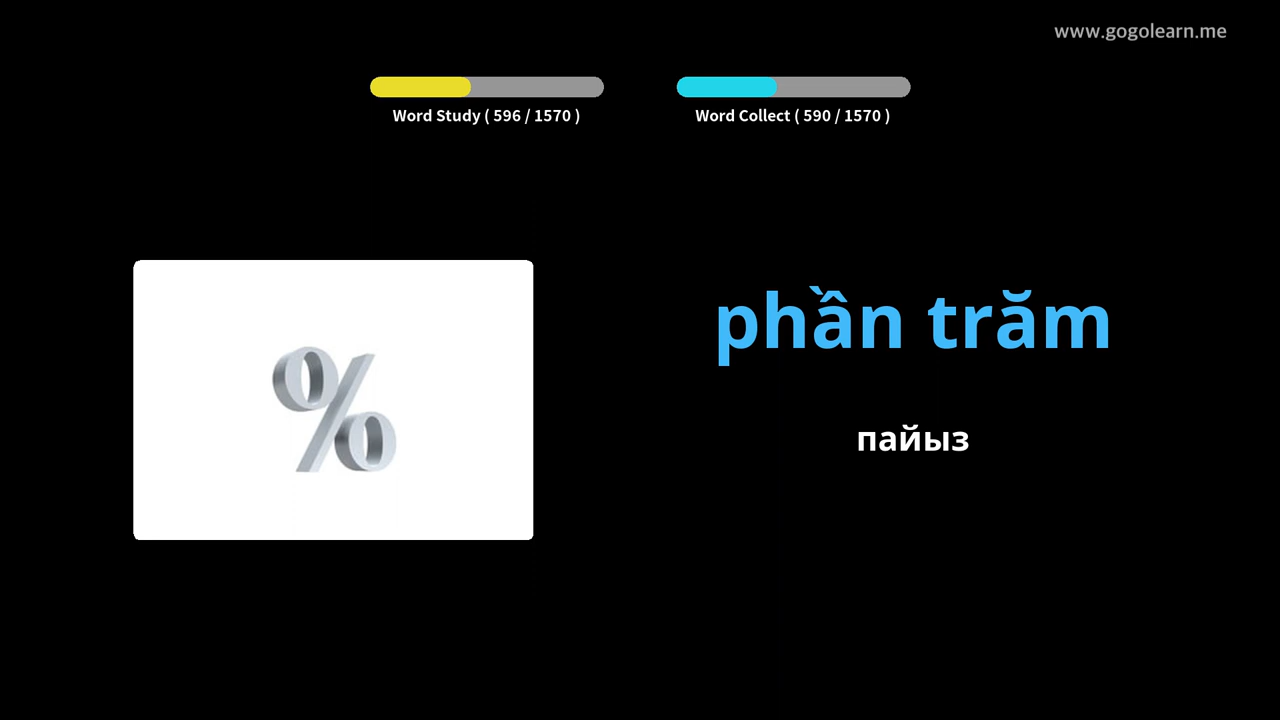 www.gogolearn.me
Word Study ( 596 / 1570 )
Word Collect ( 590 / 1570 )
%
phần trăm
пайыз